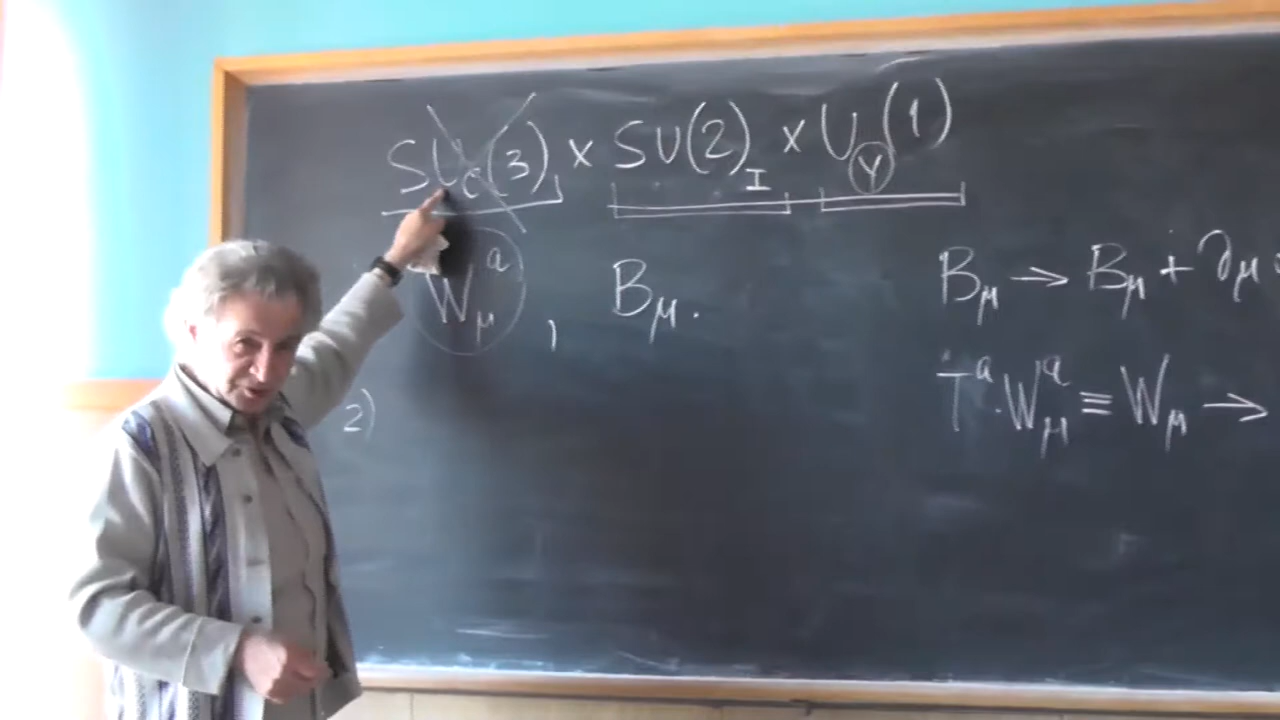 SU_C(3) × SU(2)_I × U_Y(1)
W_μ^a , B_μ.
B_μ → B_μ + ∂_μ
T^a·W_μ^a ≡ W_μ →
2)